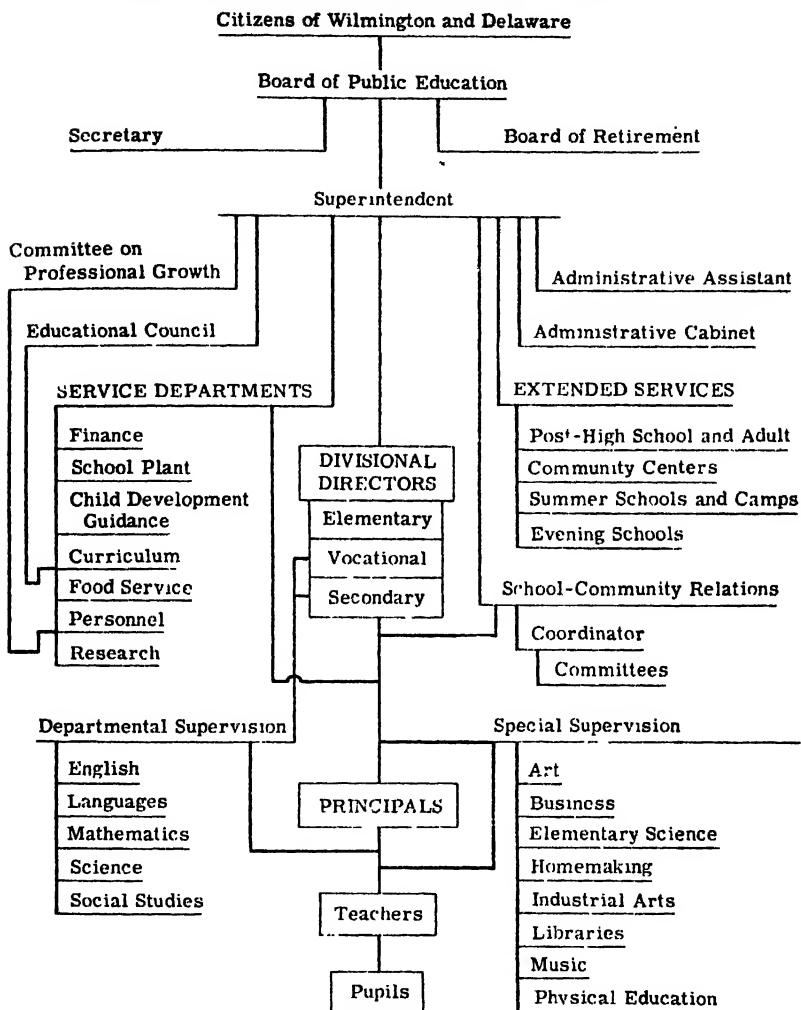 Citizens of Wilmington and Delaware
Board of Public Education
Secretary
Board of Retirement
Superintendent
Committee on
Professional Growth
Administrative Assistant
Educational Council
Administrative Cabinet
SERVICE DEPARTMENTS
Finance
School Plant
Child Development
Guidance
Curriculum
Food Service
Personnel
Research
DIVISIONAL
DIRECTORS
Elementary
Vocational
Secondary
EXTENDED SERVICES
Post-High School and Adult
Community Centers
Summer Schools and Camps
Evening Schools
School-Community Relations
Coordinator
Committees
Departmental Supervision
English
Languages
Mathematics
Science
Social Studies
PRINCIPALS
Teachers
Pupils
Special Supervision
Art
Business
Elementary Science
Homemaking
Industrial Arts
Libraries
Music
Physical Education